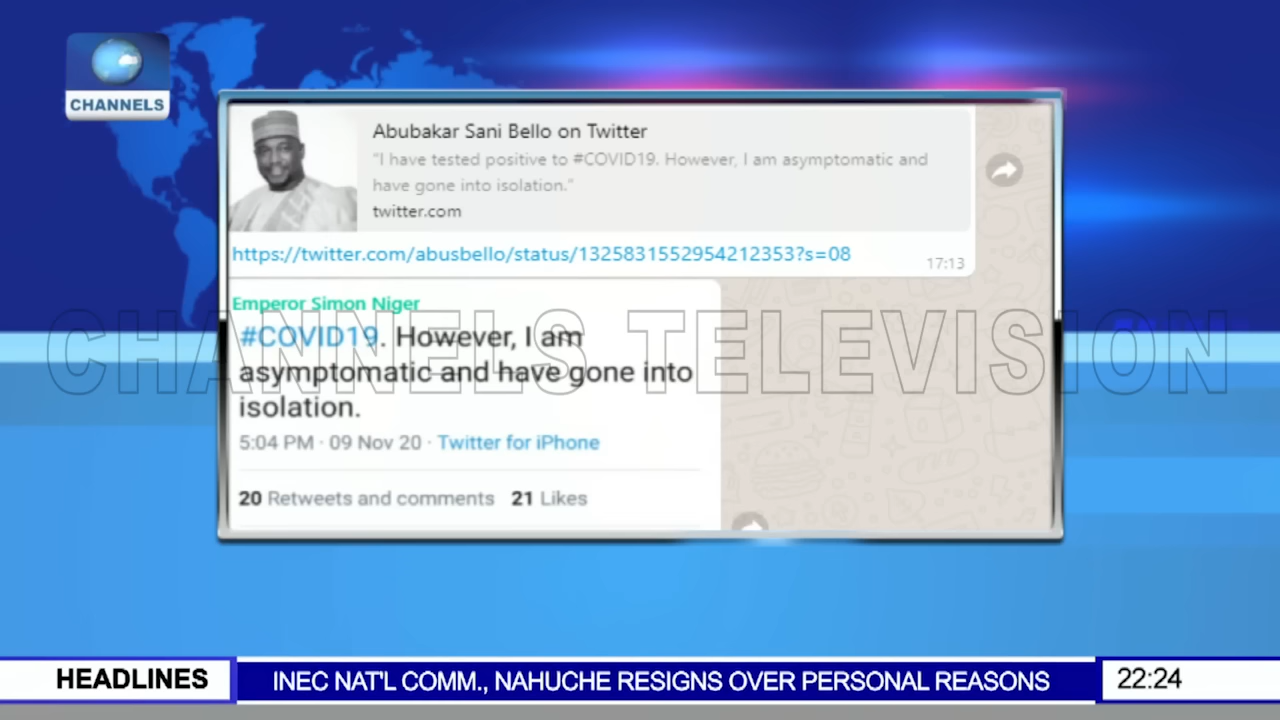 CHANNELS
Abubakar Sani Bello on Twitter
"I have tested positive to #COVID19. However, I am asymptomatic and
have gone into isolation."
twitter.com
https://twitter.com/abusbello/status/1325831552954212353?s=08
17:13
Emperor Simon Niger
#COVID19. However, I am
asymptomatic and have gone into
isolation.
5:04 PM · 09 Nov 20 · Twitter for iPhone
20 Retweets and comments 21 Likes
CHANNELS TELEVISION
HEADLINES
INEC NAT'L COMM., NAHUCHE RESIGNS OVER PERSONAL REASONS
22:24